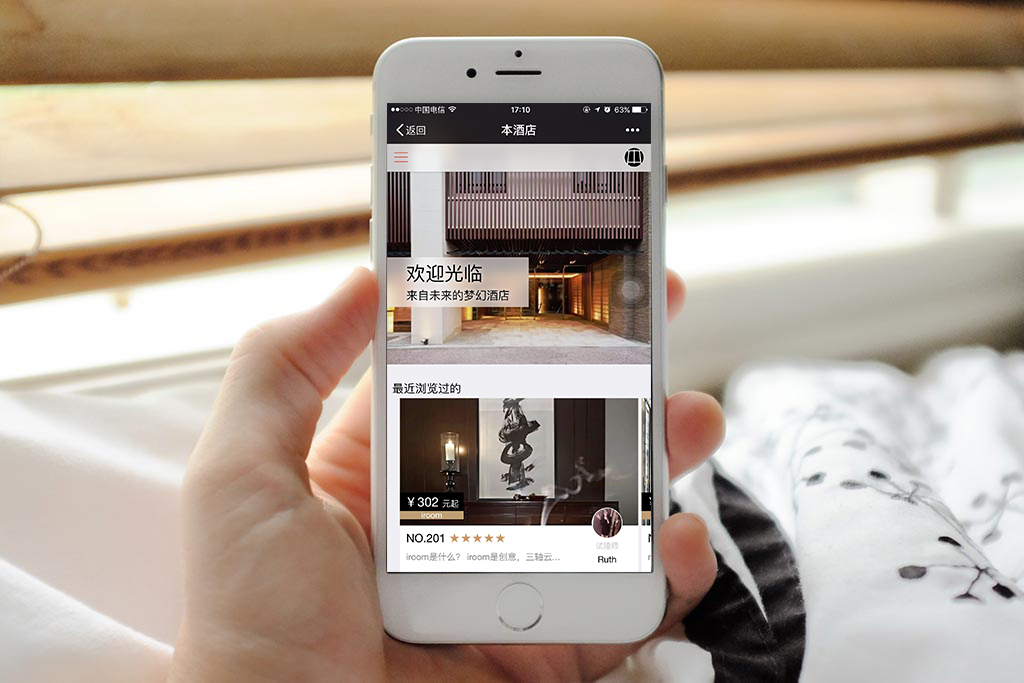 中国电信 17:10 63%
返回 本酒店
欢迎光临
来自未来的梦幻酒店
最近浏览过的
¥302 元起
iroom
NO.201
试睡师
iroom是什么? iroom是创意,三轴云...
Ruth